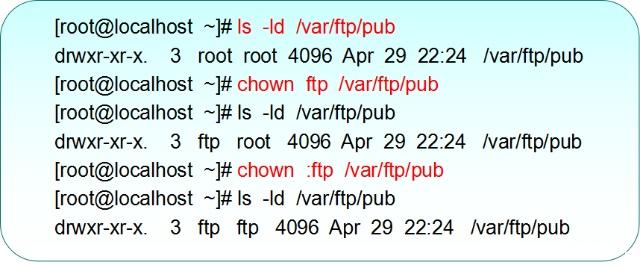 [root@localhost ~]# ls -ld /var/ftp/pub
drwxr-xr-x. 3 root root 4096 Apr 29 22:24 /var/ftp/pub
[root@localhost ~]# chown ftp /var/ftp/pub
[root@localhost ~]# ls -ld /var/ftp/pub
drwxr-xr-x. 3 ftp root 4096 Apr 29 22:24 /var/ftp/pub
[root@localhost ~]# chown :ftp /var/ftp/pub
[root@localhost ~]# ls -ld /var/ftp/pub
drwxr-xr-x. 3 ftp ftp 4096 Apr 29 22:24 /var/ftp/pub